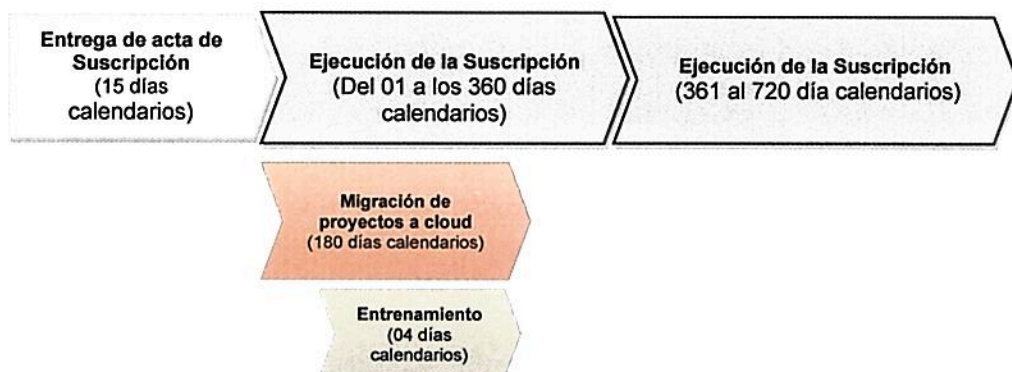 Entrega de acta de
Suscripción
(15 días
calendarios)
Ejecución de la Suscripción
(Del 01 a los 360 días
calendarios)
Ejecución de la Suscripción
(361 al 720 día calendarios)
Migración de
proyectos a cloud
(180 días calendarios)
Entrenamiento
(04 días
calendarios)